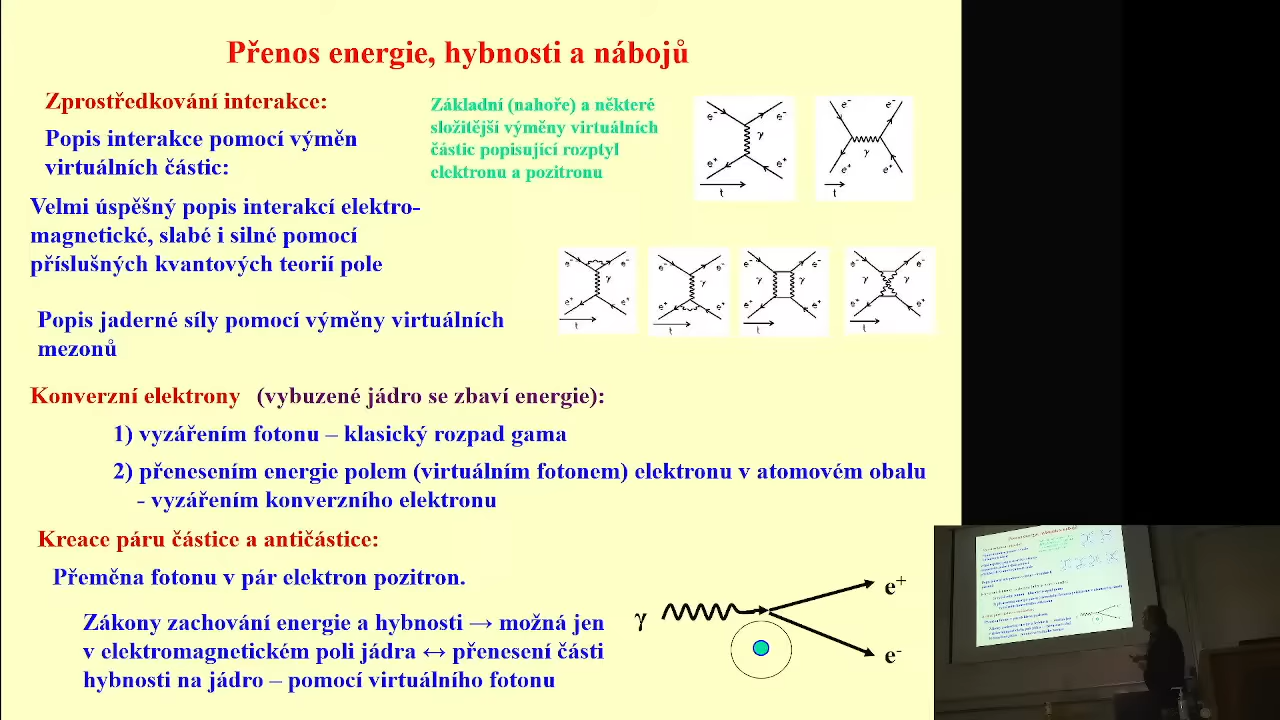 Přenos energie, hybnosti a nábojů
Zprostředkování interakce:
Popis interakce pomocí výměn
virtuálních částic:
Základní (nahoře) a některé
složitější výměny virtuálních
částic popisující rozptyl
elektronu a pozitronu
e- e-
γ
e+ e+
t
e- e-
γ
e+ e+
t
Velmi úspěšný popis interakcí elektro-
magnetické, slabé i silné pomocí
příslušných kvantových teorií pole
e- e-
γ
e+ e+
t
e- e-
γ
e+ e+
t
e- e-
γ γ
e+ e+
t
e- e-
γ γ
e+ e+
t
Popis jaderné síly pomocí výměny virtuálních
mezonů
Konverzní elektrony (vybuzené jádro se zbaví energie):
1) vyzářením fotonu – klasický rozpad gama
2) přenesením energie polem (virtuálním fotonem) elektronu v atomovém obalu
- vyzářením konverzního elektronu
Kreace páru částice a antičástice:
Přeměna fotonu v pár elektron pozitron.
Zákony zachování energie a hybnosti → možná jen
v elektromagnetickém poli jádra ↔ přenesení části
hybnosti na jádro – pomocí virtuálního fotonu
γ
e+
e-